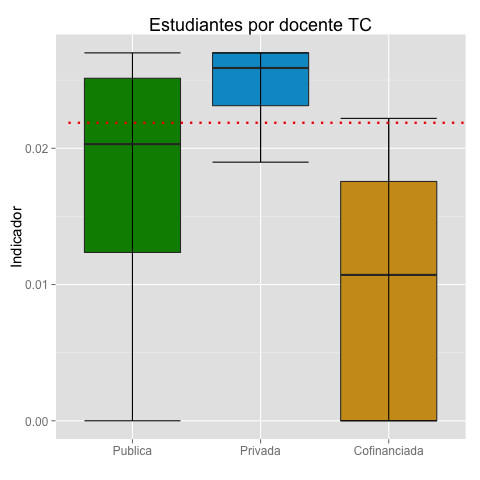 Estudiantes por docente TC
Indicador
0.02
0.01
0.00
Publica
Privada
Cofinanciada